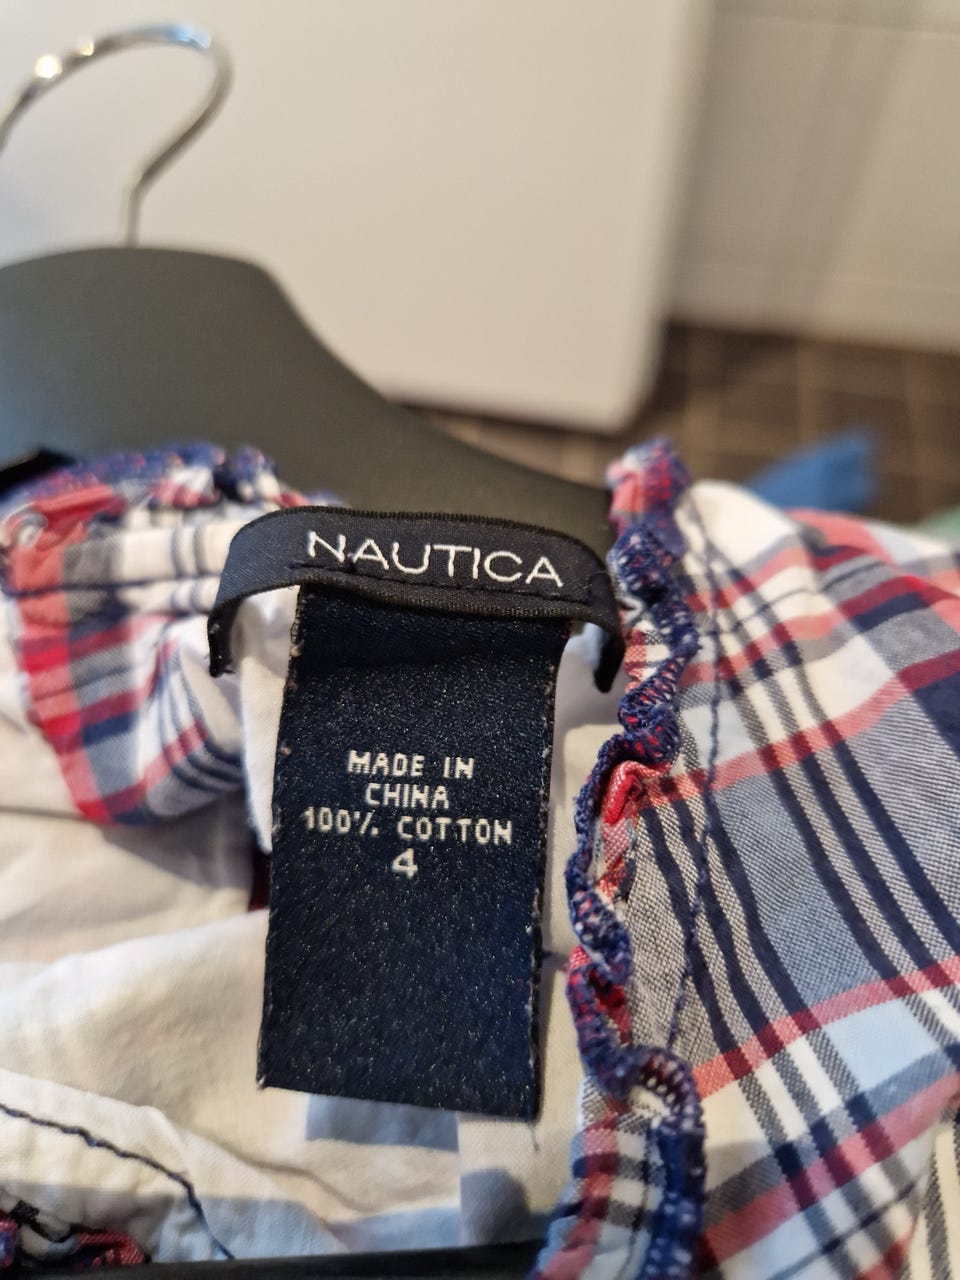 NAUTICA
MADE IN
CHINA
100% COTTON
4